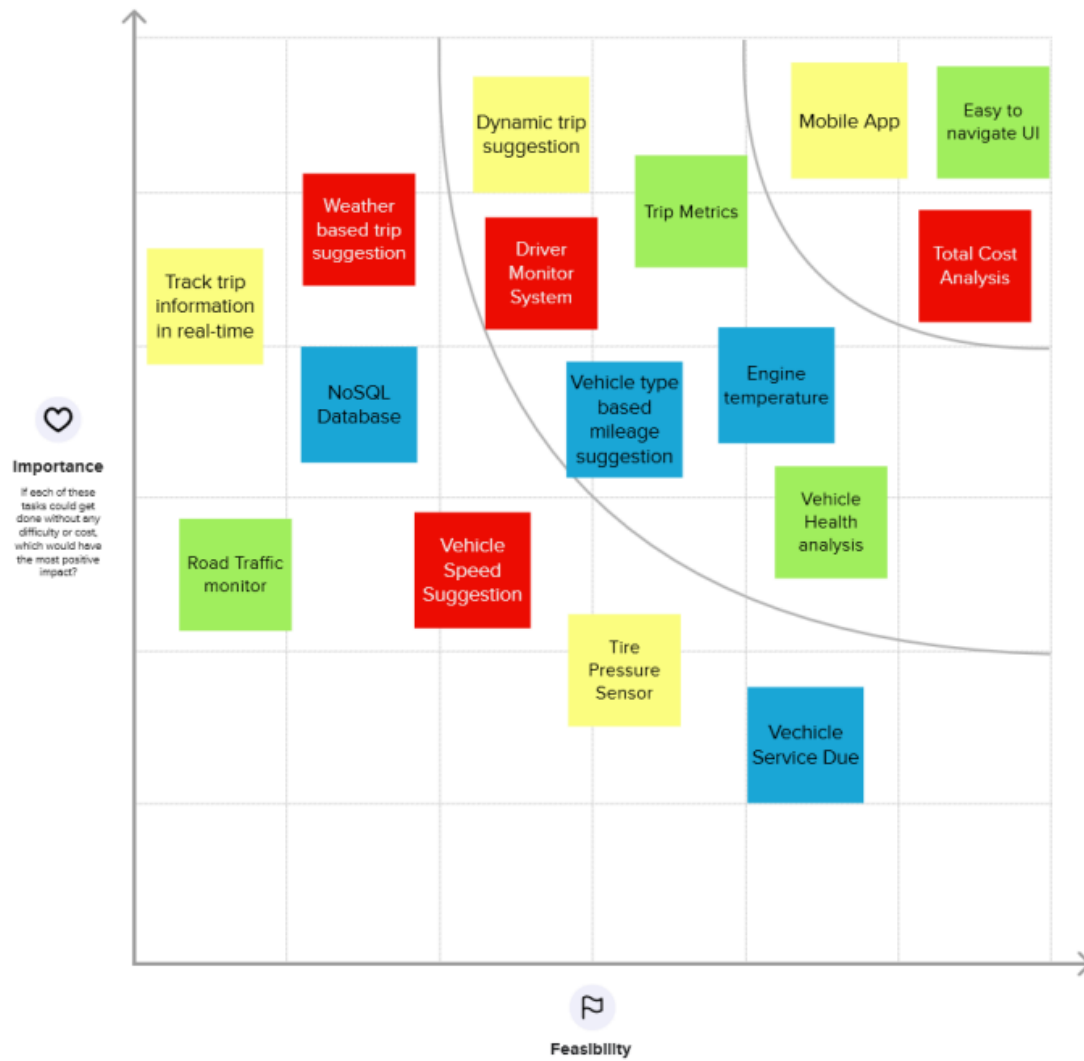 Dynamic trip
suggestion
Mobile App
Easy to
navigate UI
Weather
based trip
suggestion
Trip Metrics
Driver
Monitor
System
Total Cost
Analysis
Track trip
information
in real-time
NoSQL
Database
Vehicle type
based
mileage
suggestion
Engine
temperature
Importance
If each of these
tasks could get
done without any
difficulty or cost,
which would have
the most positive
impact?
Road Traffic
monitor
Vehicle
Speed
Suggestion
Vehicle
Health
analysis
Tire
Pressure
Sensor
Vechicle
Service Due
Feasibility